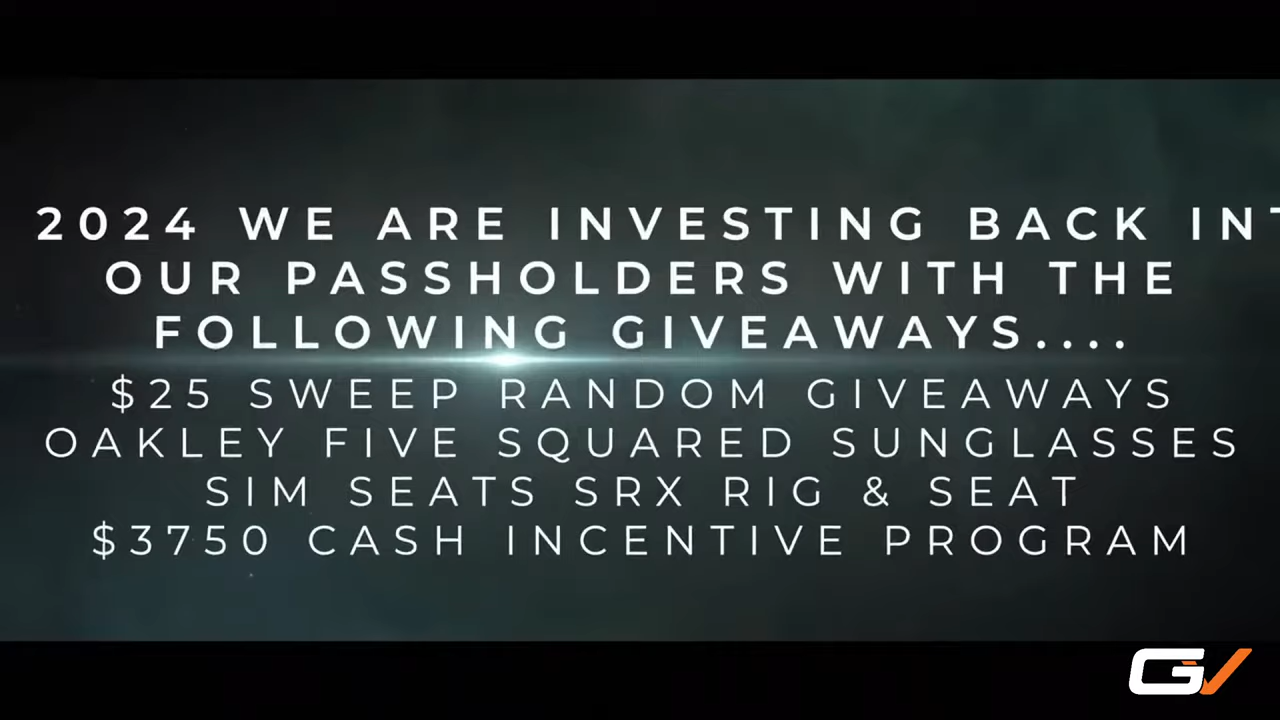 2024 WE ARE INVESTING BACK INT
OUR PASSHOLDERS WITH THE
FOLLOWING GIVEAWAYS....
$25 SWEEP RANDOM GIVEAWAYS
OAKLEY FIVE SQUARED SUNGLASSES
SIM SEATS SRX RIG & SEAT
$3750 CASH INCENTIVE PROGRAM
GV